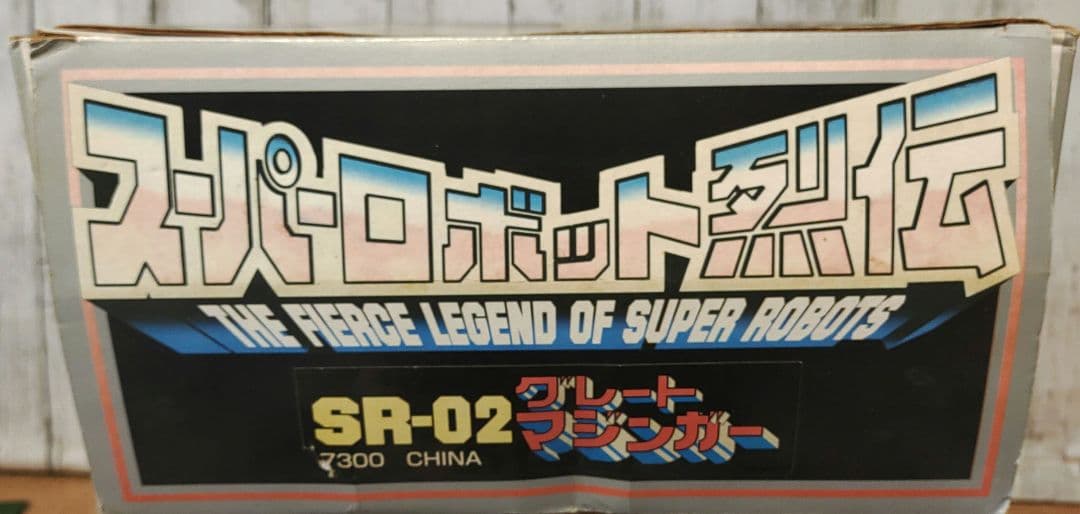 スーパーロボット烈伝
THE FIERCE LEGEND OF SUPER ROBOTS
SR-02
グレート
マジンガー
7300 CHINA